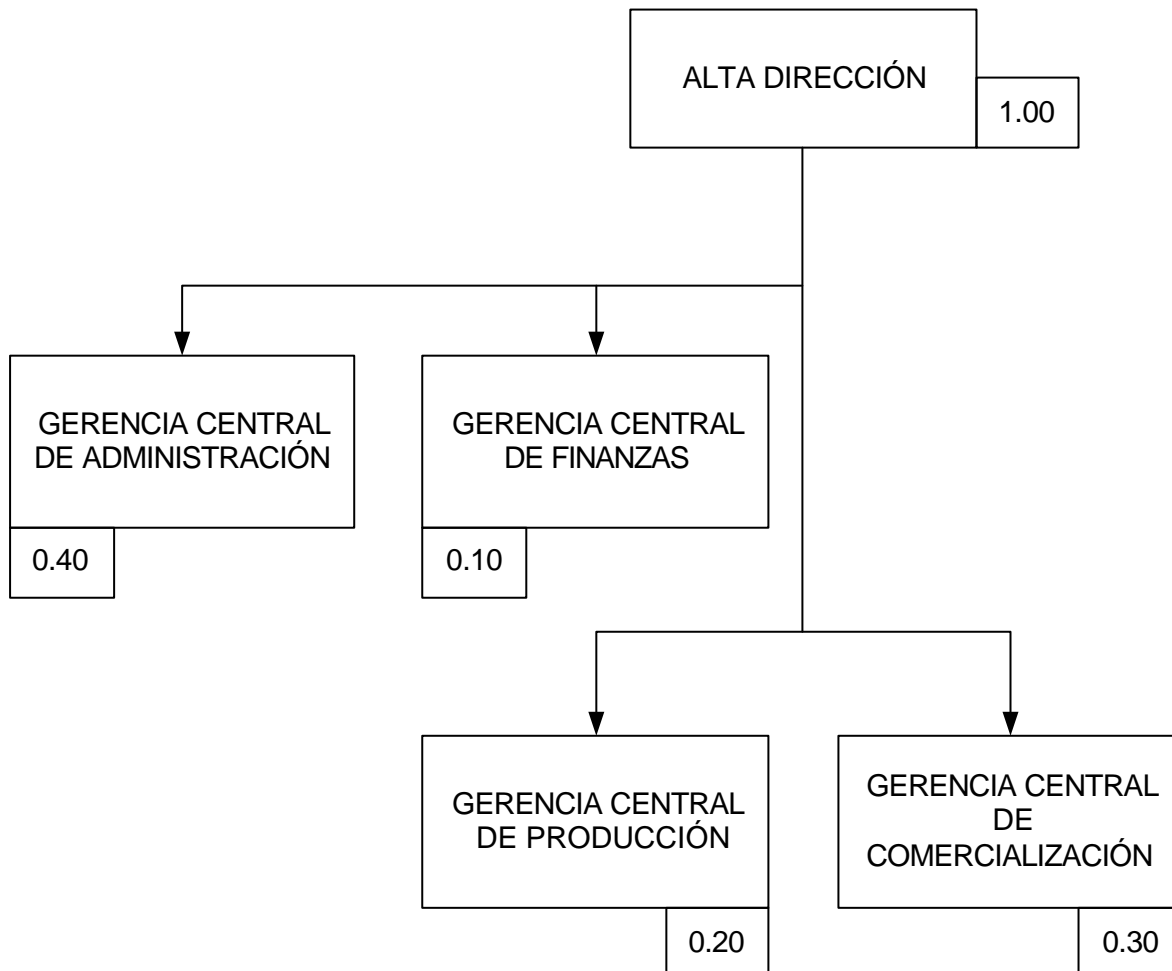 ALTA DIRECCIÓN
1.00
GERENCIA CENTRAL
DE ADMINISTRACIÓN
0.40
GERENCIA CENTRAL
DE FINANZAS
0.10
GERENCIA CENTRAL
DE PRODUCCIÓN
0.20
GERENCIA CENTRAL
DE
COMERCIALIZACIÓN
0.30